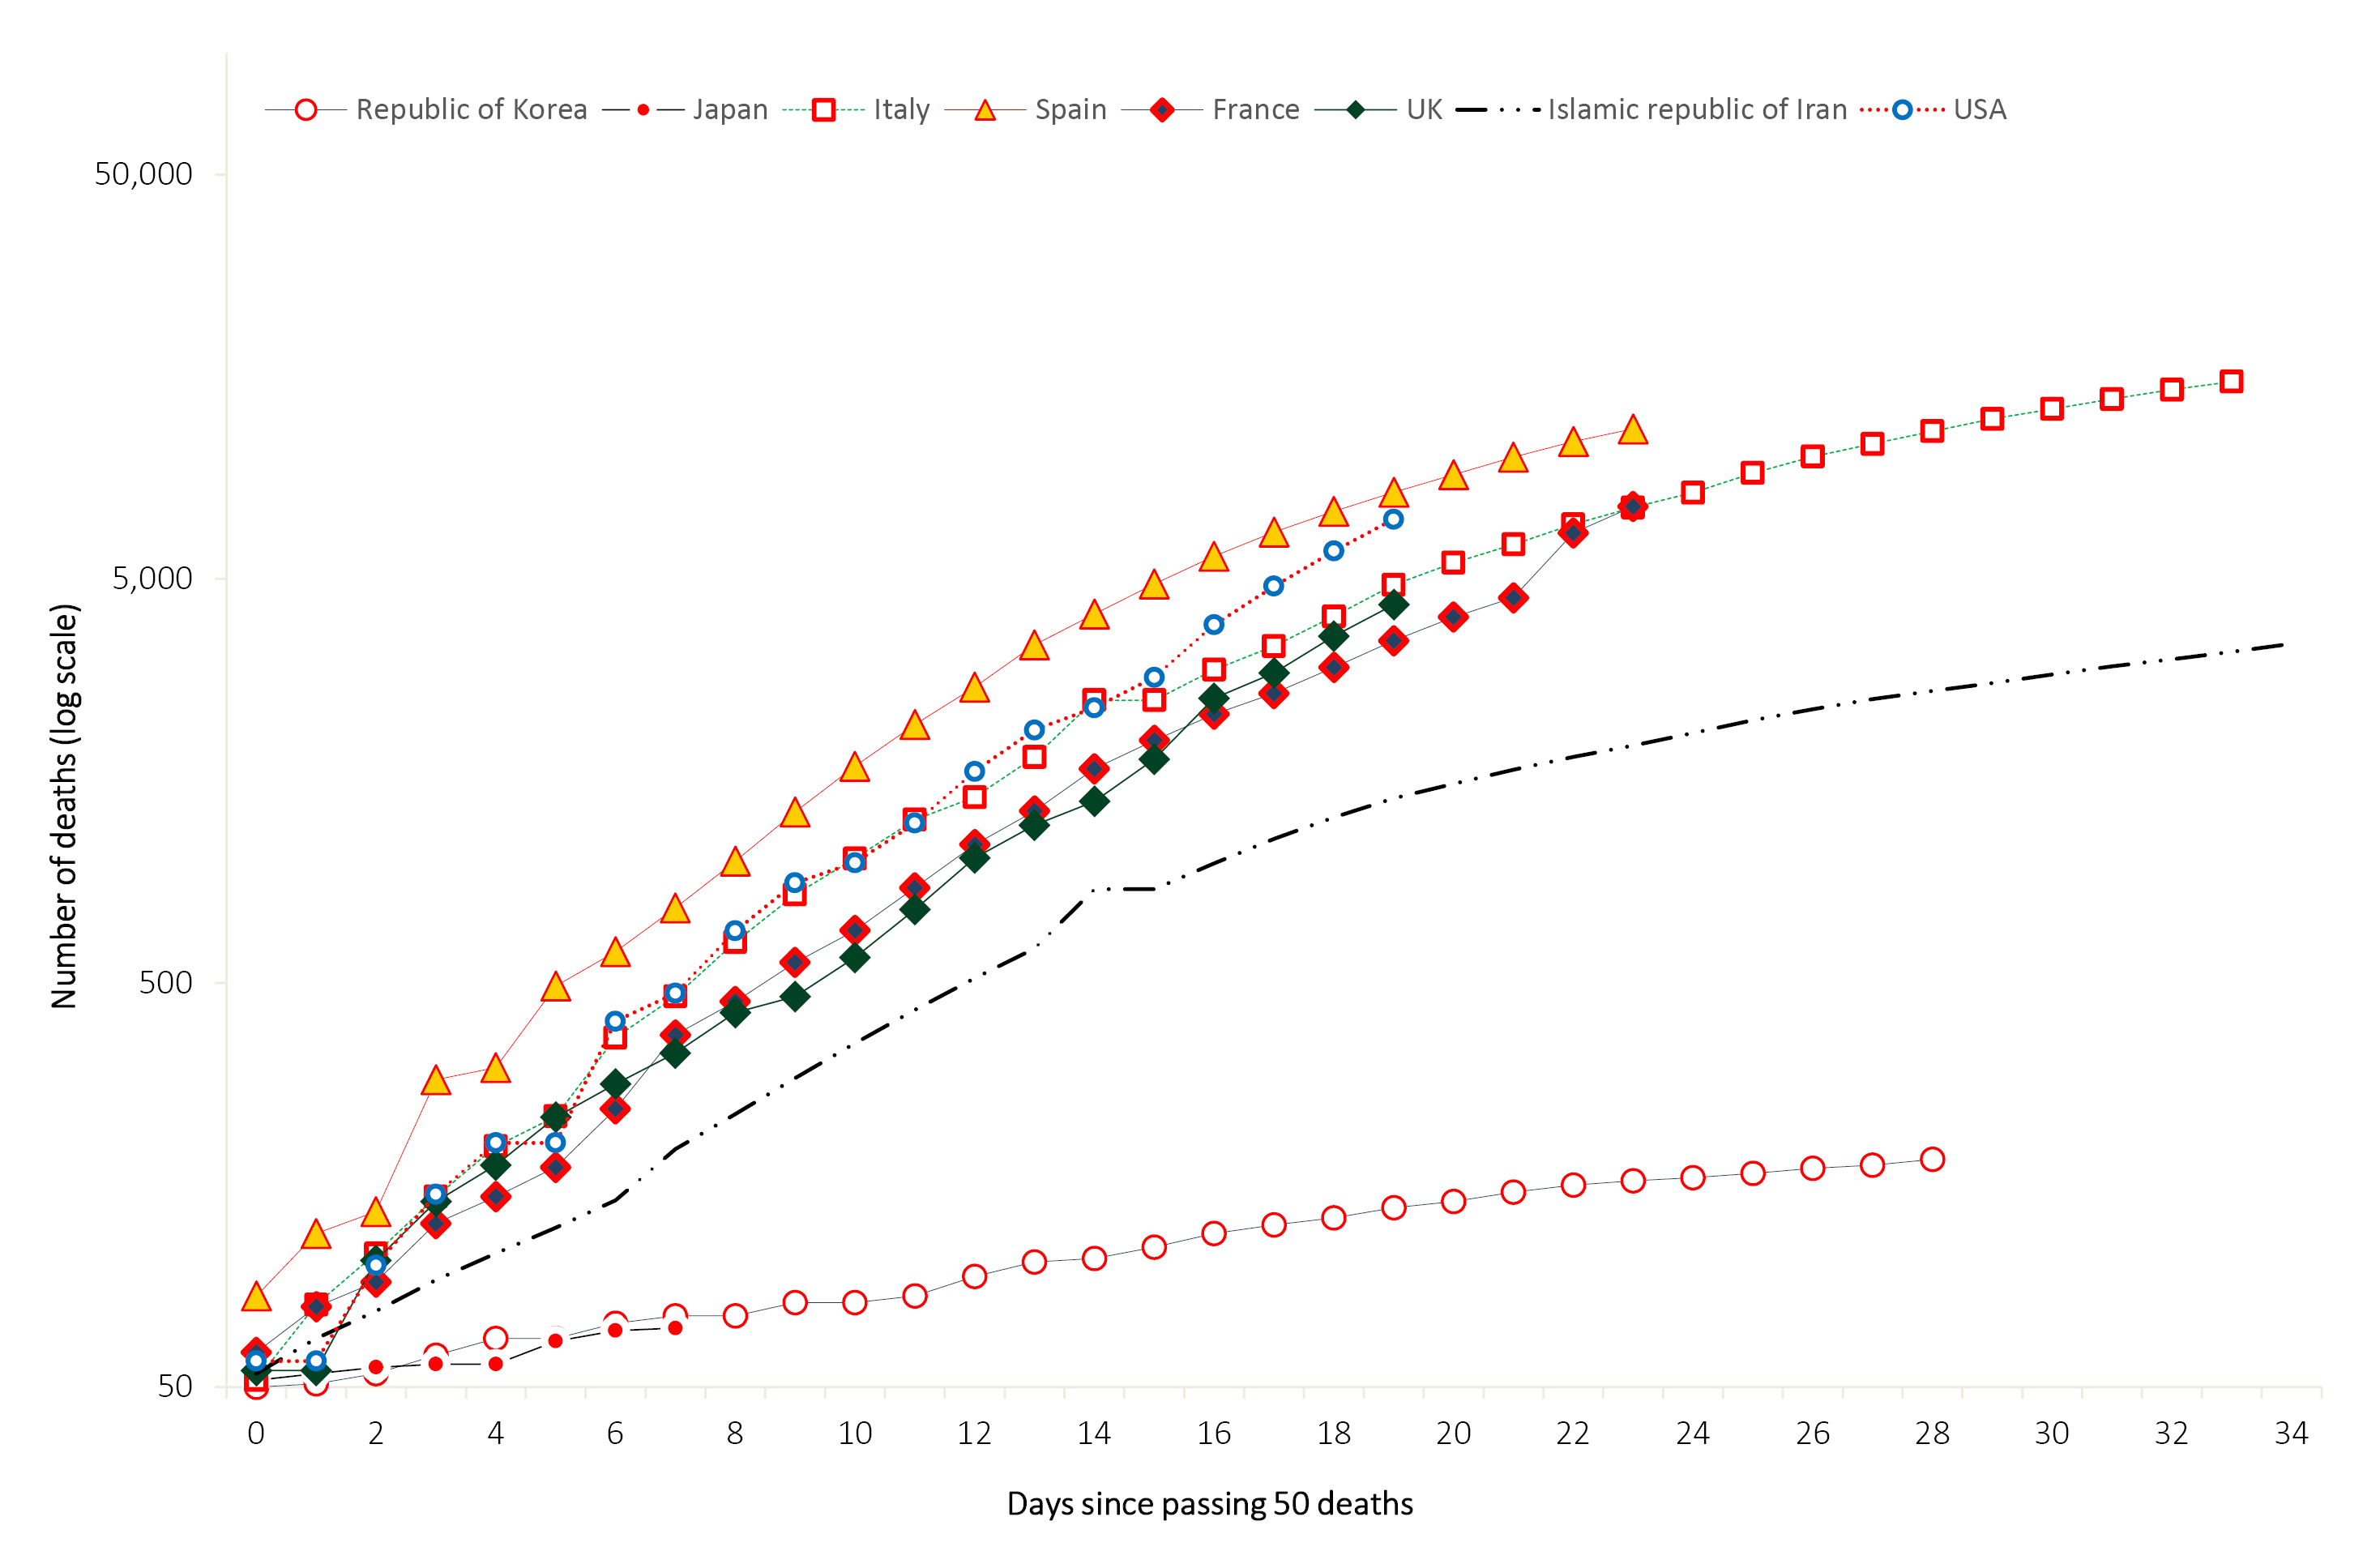 Republic of Korea Japan Italy Spain France UK Islamic republic of Iran USA
50,000
5,000
500
50
Number of deaths (log scale)
0 2 4 6 8 10 12 14 16 18 20 22 24 26 28 30 32 34
Days since passing 50 deaths